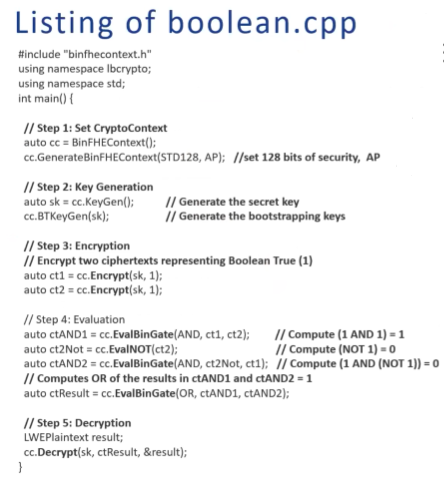 Listing of boolean.cpp
#include "binfhecontext.h"
using namespace lbcrypto;
using namespace std;
int main() {
// Step 1: Set CryptoContext
auto cc = BinFHEContext();
cc.GenerateBinFHEContext(STD128, AP); //set 128 bits of security, AP
// Step 2: Key Generation
auto sk = cc.KeyGen(); // Generate the secret key
cc.BTKeyGen(sk); // Generate the bootstrapping keys
// Step 3: Encryption
// Encrypt two ciphertexts representing Boolean True (1)
auto ct1 = cc.Encrypt(sk, 1);
auto ct2 = cc.Encrypt(sk, 1);
// Step 4: Evaluation
auto ctAND1 = cc.EvalBinGate(AND, ct1, ct2); // Compute (1 AND 1) = 1
auto ct2Not = cc.EvalNOT(ct2); // Compute (NOT 1) = 0
auto ctAND2 = cc.EvalBinGate(AND, ct2Not, ct1); // Compute (1 AND (NOT 1)) = 0
// Computes OR of the results in ctAND1 and ctAND2 = 1
auto ctResult = cc.EvalBinGate(OR, ctAND1, ctAND2);
// Step 5: Decryption
LWEPlaintext result;
cc.Decrypt(sk, ctResult, &result);
}